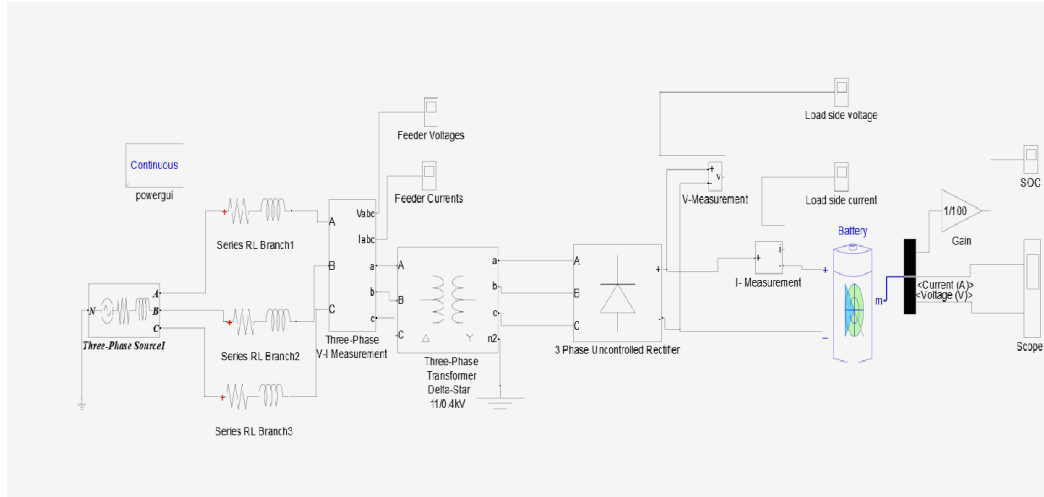 Load side voltage
Feeder Voltages
Continuous
powergui
Feeder Currents
V-Measurement
+
v
-
Load side current
SOC
1/100
Gain
Series RL Branch1
+
A
B
C
Vabc
Iabc
a
b
c
Three-Phase
V-I Measurement
A
B
C
a
b
c
n2
Δ
Y
Three-Phase
Transformer
Delta-Star
11/0.4kV
A
B
C
+
-
3 Phase Uncontrolled Rectifier
+
i
-
I- Measurement
Battery
+
m
−
<Current (A)>
<Voltage (V)>
Scope
N
A
B
C
Three-Phase Source1
+
Series RL Branch2
+
Series RL Branch3